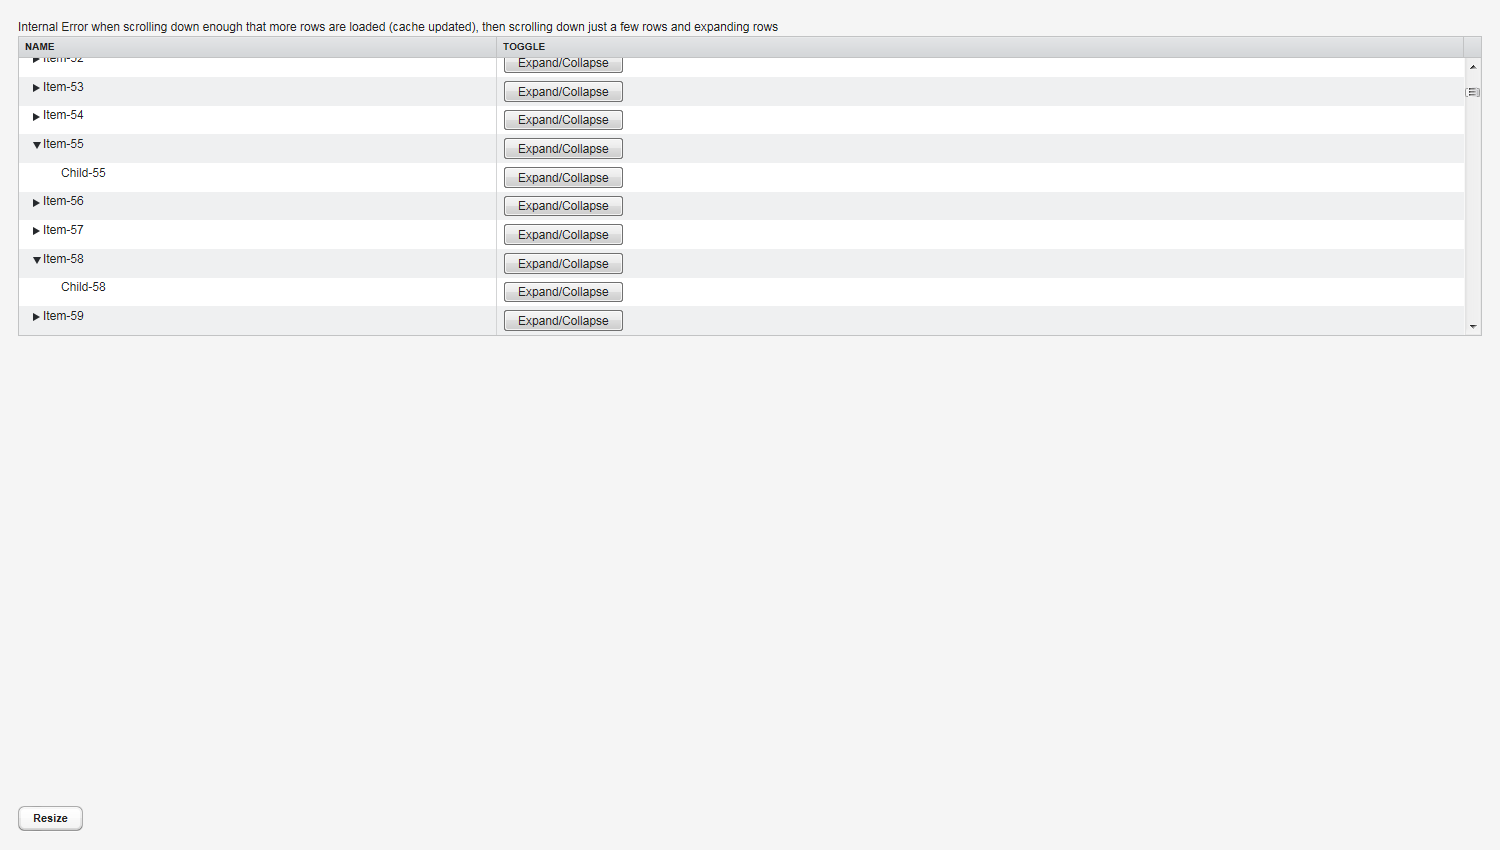 Internal Error when scrolling down enough that more rows are loaded (cache updated), then scrolling down just a few rows and expanding rows
NAME TOGGLE
Item-52 Expand/Collapse
Item-53 Expand/Collapse
Item-54 Expand/Collapse
Item-55 Expand/Collapse
Child-55 Expand/Collapse
Item-56 Expand/Collapse
Item-57 Expand/Collapse
Item-58 Expand/Collapse
Child-58 Expand/Collapse
Item-59 Expand/Collapse
Resize